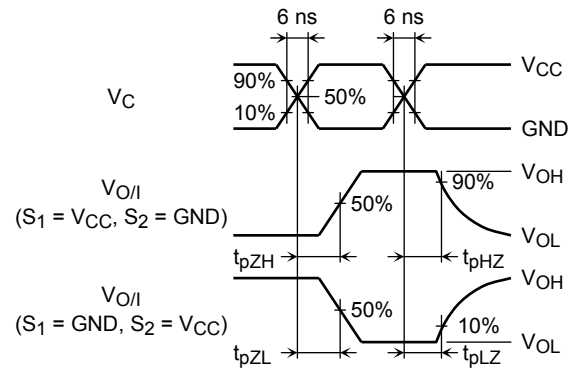 6 ns 6 ns
V_C 90% 50% V_CC
10% GND
V_O/I 90% V_OH
(S_1 = V_CC, S_2 = GND) 50%
V_OL
t_pZH t_pHZ
V_OH
V_O/I 50%
(S_1 = GND, S_2 = V_CC) 10%
V_OL
t_pZL t_pLZ